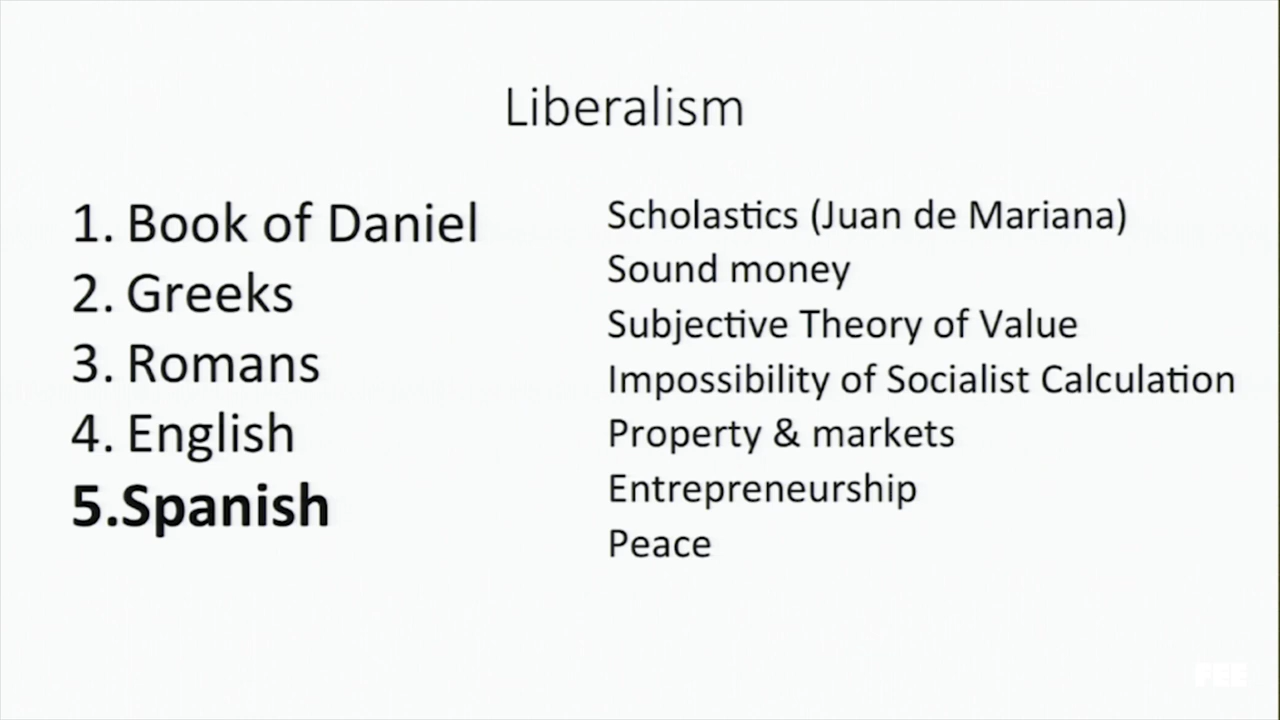 Liberalism
1. Book of Daniel
2. Greeks
3. Romans
4. English
5.Spanish
Scholastics (Juan de Mariana)
Sound money
Subjective Theory of Value
Impossibility of Socialist Calculation
Property & markets
Entrepreneurship
Peace